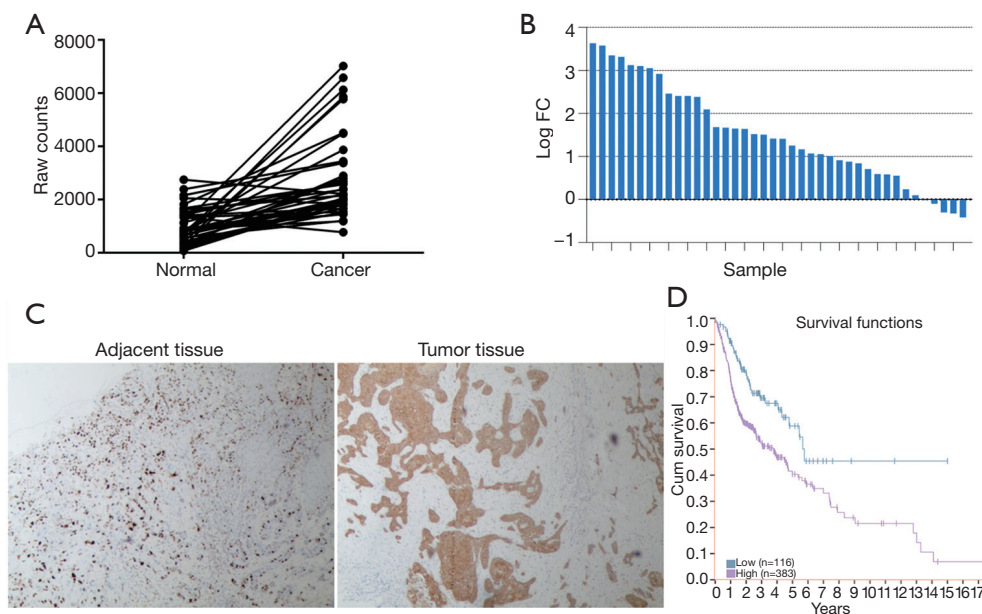 A
8000
6000
4000
2000
0
Raw counts
Normal Cancer
B
4
3
2
1
0
−1
Log FC
Sample
C
Adjacent tissue Tumor tissue
D
Survival functions
1.0
0.9
0.8
0.7
0.6
0.5
0.4
0.3
0.2
0.1
0.0
Cum survival
Low (n=116)
High (n=383)
0 1 2 3 4 5 6 7 8 9 10 11 12 13 14 15 16 17
Years